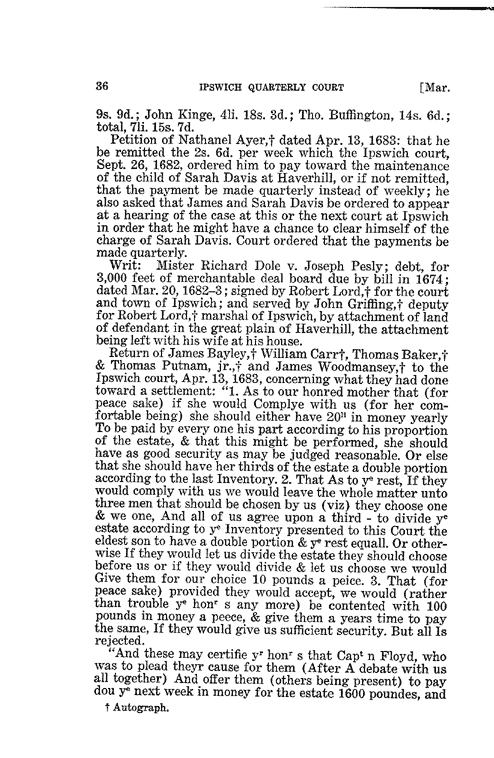 36 IPSWICH QUARTERLY COURT [Mar.
9s. 9d.; John Kinge, 4li. 18s. 3d.; Tho. Buffington, 14s. 6d.;
total, 7li. 15s. 7d.
Petition of Nathanel Ayer,† dated Apr. 13, 1683: that he
be remitted the 2s. 6d. per week which the Ipswich court,
Sept. 26, 1682, ordered him to pay toward the maintenance
of the child of Sarah Davis at Haverhill, or if not remitted,
that the payment be made quarterly instead of weekly; he
also asked that James and Sarah Davis be ordered to appear
at a hearing of the case at this or the next court at Ipswich
in order that he might have a chance to clear himself of the
charge of Sarah Davis. Court ordered that the payments be
made quarterly.
Writ: Mister Richard Dole v. Joseph Pesly; debt, for
3,000 feet of merchantable deal board due by bill in 1674;
dated Mar. 20, 1682-3; signed by Robert Lord,† for the court
and town of Ipswich; and served by John Griffing,† deputy
for Robert Lord,† marshal of Ipswich, by attachment of land
of defendant in the great plain of Haverhill, the attachment
being left with his wife at his house.
Return of James Bayley,† William Carr†, Thomas Baker,†
& Thomas Putnam, jr.,† and James Woodmansey,† to the
Ipswich court, Apr. 13, 1683, concerning what they had done
toward a settlement: "1. As to our honred mother that (for
peace sake) if she would Complye with us (for her com-
fortable being) she should either have 20ˡⁱ in money yearly
To be paid by every one his part according to his proportion
of the estate, & that this might be performed, she should
have as good security as may be judged reasonable. Or else
that she should have her thirds of the estate a double portion
according to the last Inventory. 2. That As to yᵉ rest, If they
would comply with us we would leave the whole matter unto
three men that should be chosen by us (viz) they choose one
& we one, And all of us agree upon a third - to divide yᵉ
estate according to yᵉ Inventory presented to this Court the
eldest son to have a double portion & yᵉ rest equall. Or other-
wise If they would let us divide the estate they should choose
before us or if they would divide & let us choose we would
Give them for our choice 10 pounds a peice. 3. That (for
peace sake) provided they would accept, we would (rather
than trouble yᵉ honʳ s any more) be contented with 100
pounds in money a peece, & give them a years time to pay
the same, If they would give us sufficient security. But all Is
rejected.
"And these may certifie yʳ honʳ s that Capᵗ n Floyd, who
was to plead theyr cause for them (After A debate with us
all together) And offer them (others being present) to pay
dou yᵉ next week in money for the estate 1600 poundes, and
† Autograph.